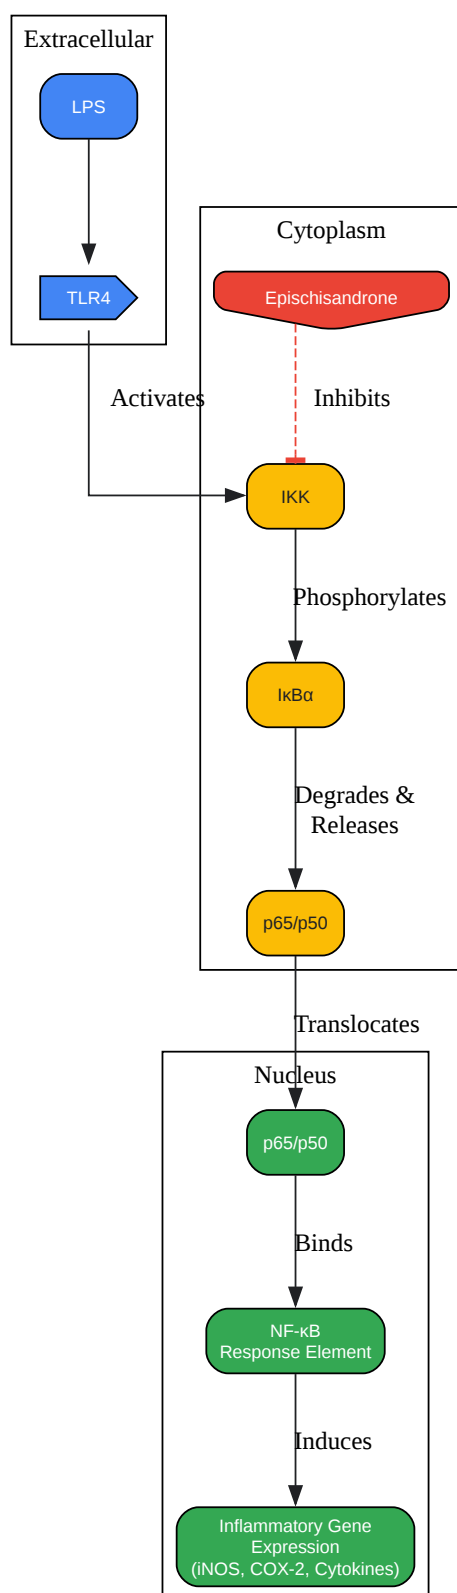 Extracellular
LPS
TLR4
Activates
Cytoplasm
Epischisandrone
Inhibits
IKK
Phosphorylates
IκBα
Degrades &
Releases
p65/p50
Translocates
Nucleus
p65/p50
Binds
NF-κB
Response Element
Induces
Inflammatory Gene
Expression
(iNOS, COX-2, Cytokines)